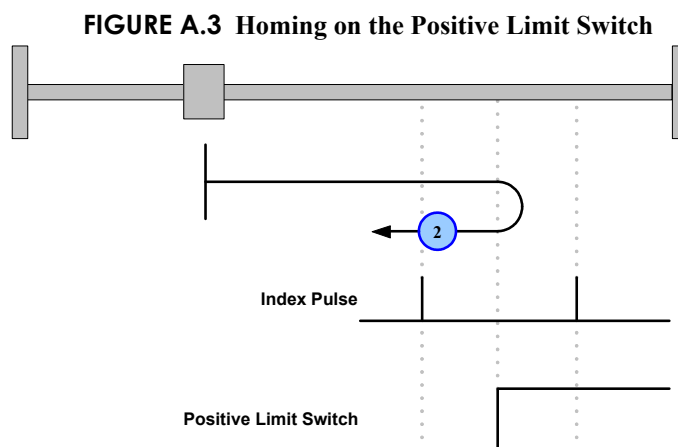 FIGURE A.3 Homing on the Positive Limit Switch
2
Index Pulse
Positive Limit Switch